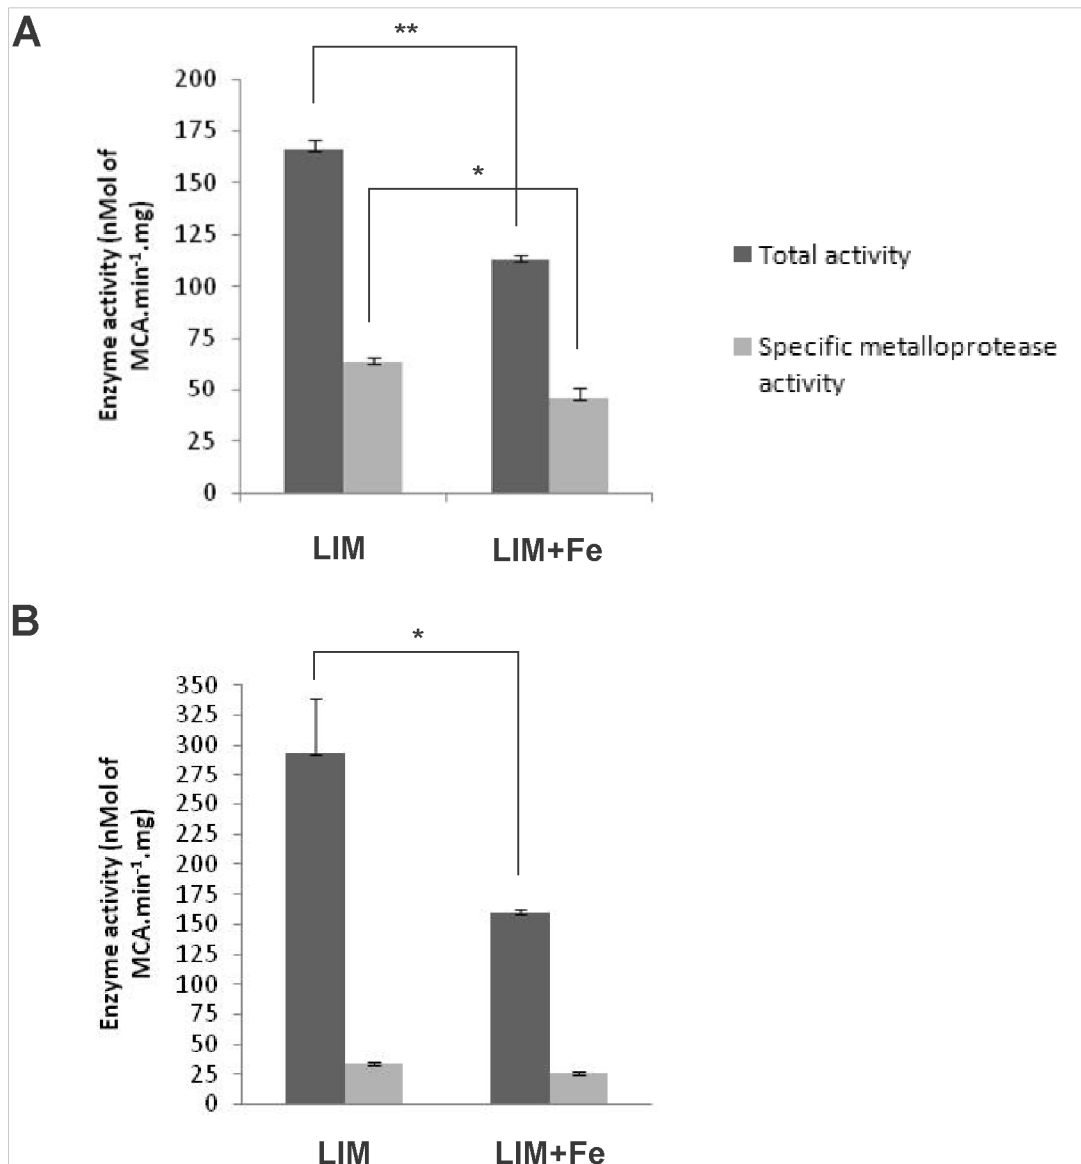 A
**
200
175
150
125
100
75
50
25
0
Enzyme activity (nMol of
MCA.min⁻¹.mg)
*
LIM
LIM+Fe
Total activity
Specific metalloprotease
activity
B
*
350
325
300
275
250
225
200
175
150
125
100
75
50
25
0
Enzyme activity (nMol of
MCA.min⁻¹.mg)
LIM
LIM+Fe